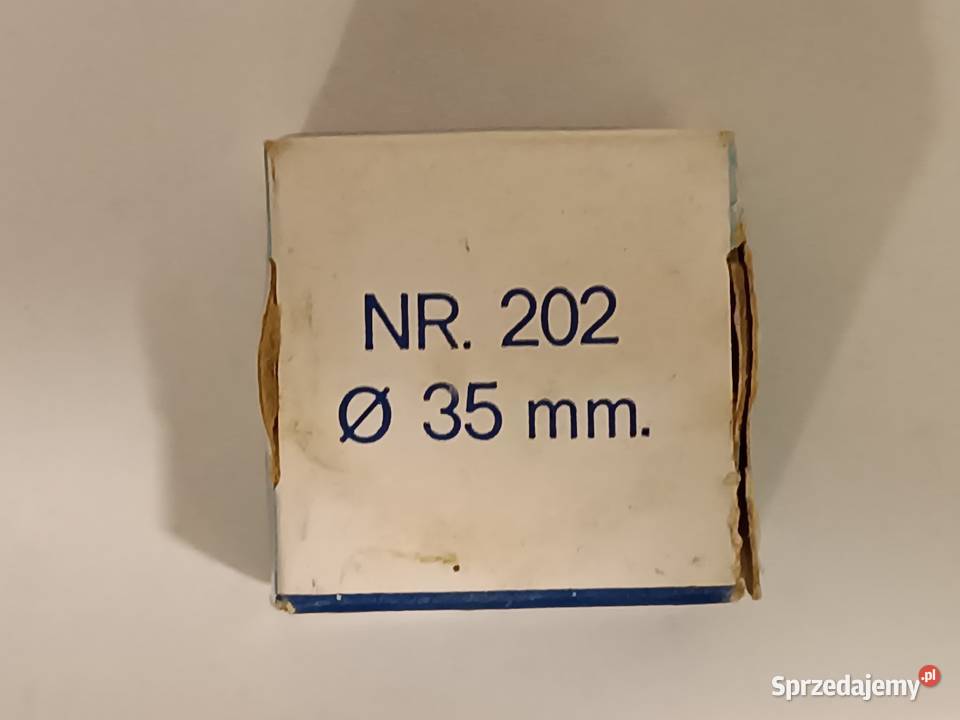 NR. 202
Ø 35 mm.
Sprzedajemy.pl